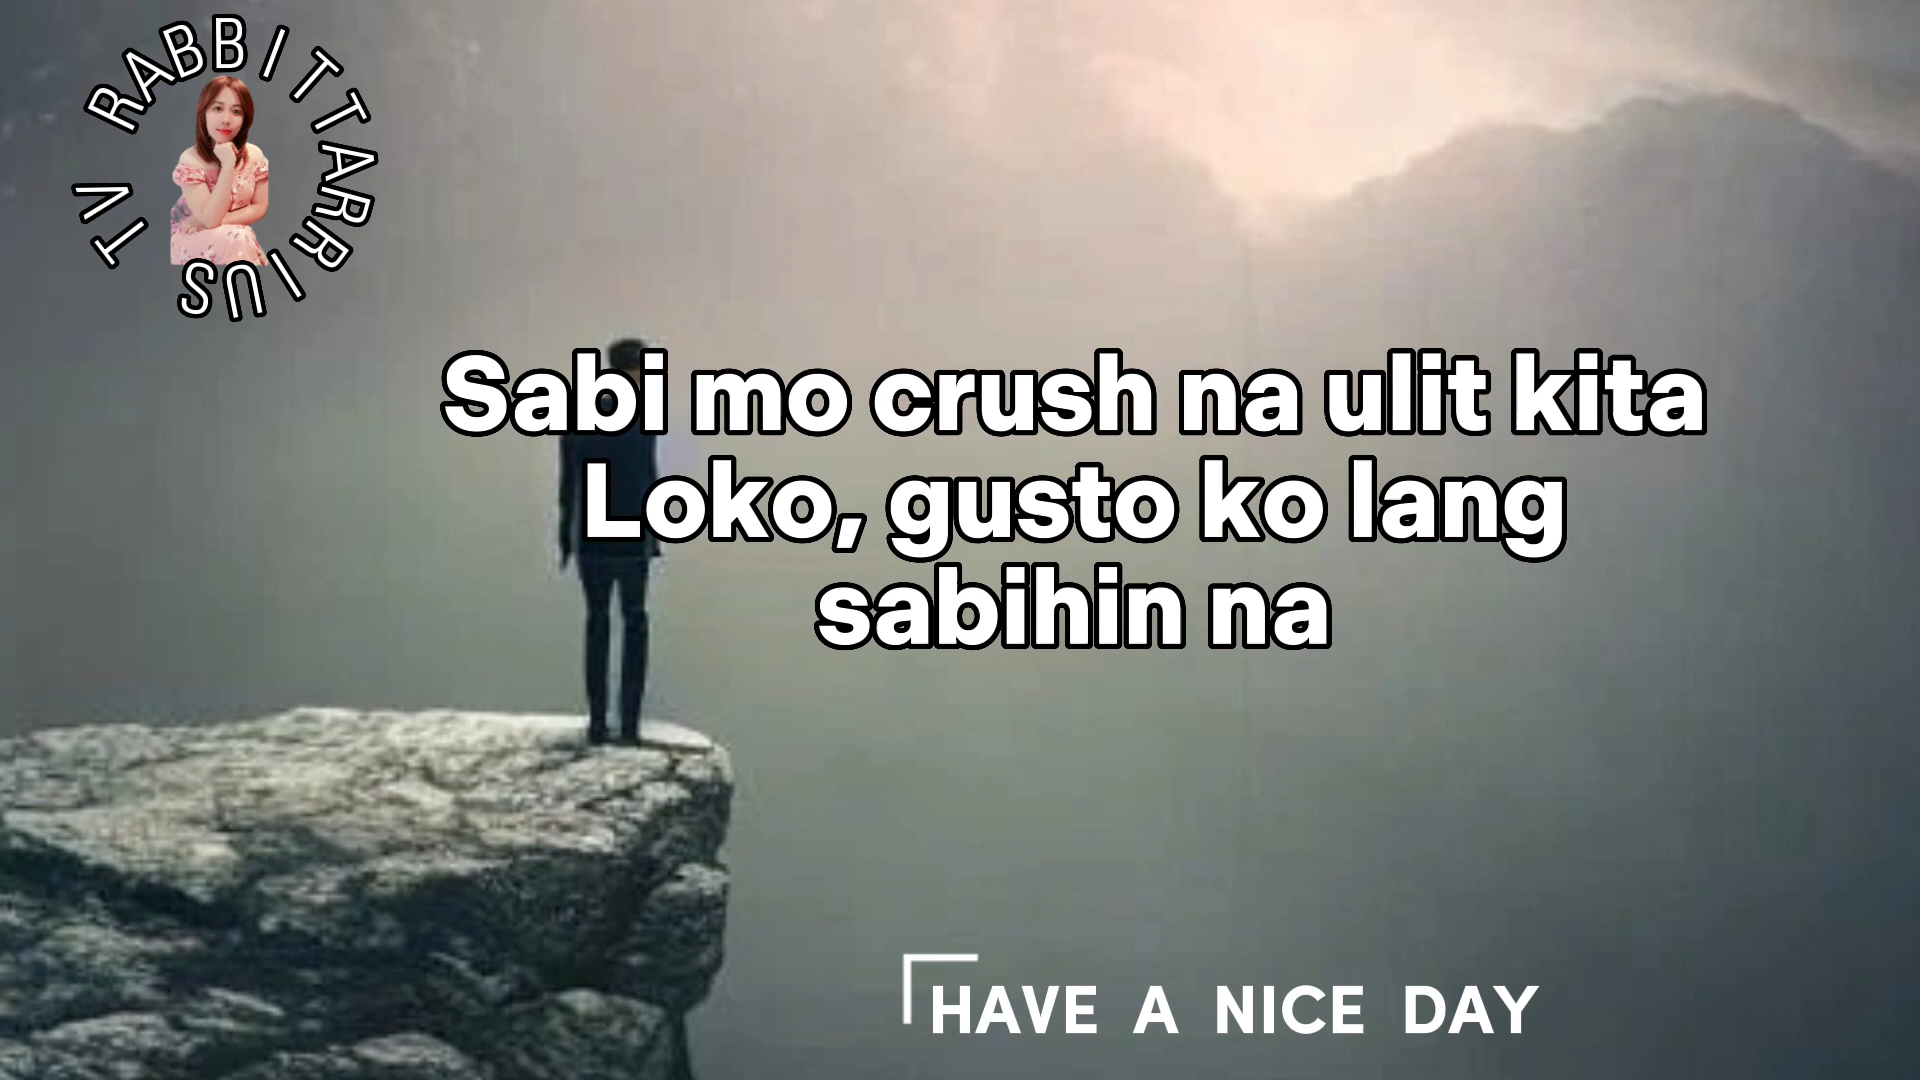 RABBITTARRIUS TV
Sabi mo crush na ulit kita
Loko, gusto ko lang
sabihin na
HAVE A NICE DAY